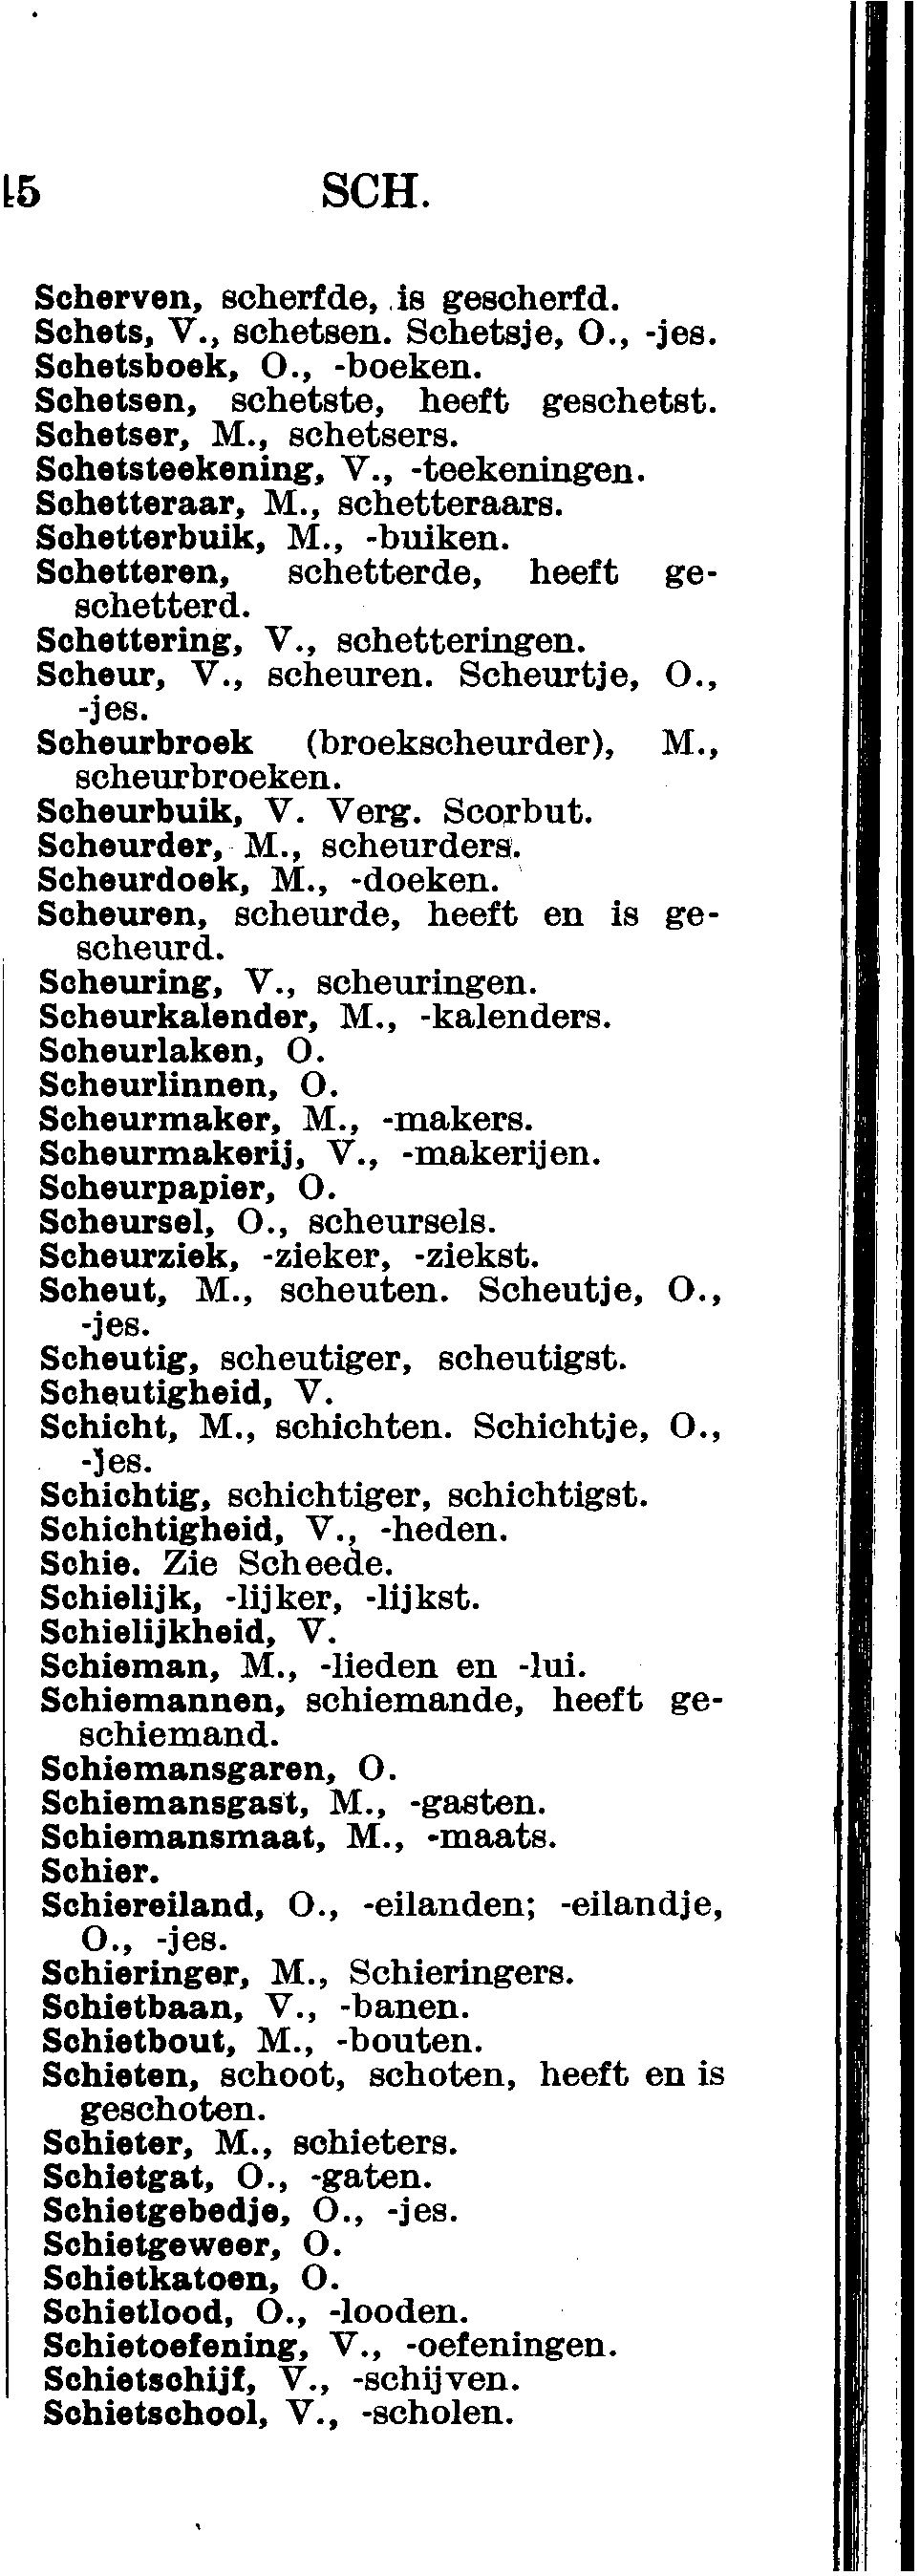 45 SCH.
Scherven, scherfde, is gescherfd.
Schets, V., schetsen. Schetsje, O., -jes.
Schetsboek, O., -boeken.
Schetsen, schetste, heeft geschetst.
Schetser, M., schetsers.
Schetsteekening, V., -teekeningen.
Schetteraar, M., schetteraars.
Schetterbuik, M., -buiken.
Schetteren, schetterde, heeft ge-
schetterd.
Schettering, V., schetteringen.
Scheur, V., scheuren. Scheurtje, O.,
-jes.
Scheurbroek (broekscheurder), M.,
scheurbroeken.
Scheurbuik, V. Verg. Scorbut.
Scheurder, M., scheurders.
Scheurdoek, M., -doeken.
Scheuren, scheurde, heeft en is ge-
scheurd.
Scheuring, V., scheuringen.
Scheurkalender, M., -kalenders.
Scheurlaken, O.
Scheurlinnen, O.
Scheurmaker, M., -makers.
Scheurmakerij, V., -makerijen.
Scheurpapier, O.
Scheursel, O., scheursels.
Scheurziek, -zieker, -ziekst.
Scheut, M., scheuten. Scheutje, O.,
-jes.
Scheutig, scheutiger, scheutigst.
Scheutigheid, V.
Schicht, M., schichten. Schichtje, O.,
-jes.
Schichtig, schichtiger, schichtigst.
Schichtigheid, V., -heden.
Schie. Zie Scheede.
Schielijk, -lijker, -lijkst.
Schielijkheid, V.
Schieman, M., -lieden en -lui.
Schiemannen, schiemande, heeft ge-
schiemand.
Schiemansgaren, O.
Schiemansgast, M., -gasten.
Schiemansmaat, M., -maats.
Schier.
Schiereiland, O., -eilanden; -eilandje,
O., -jes.
Schieringer, M., Schieringers.
Schietbaan, V., -banen.
Schietbout, M., -bouten.
Schieten, schoot, schoten, heeft en is
geschoten.
Schieter, M., schieters.
Schietgat, O., -gaten.
Schietgebedje, O., -jes.
Schietgeweer, O.
Schietkatoen, O.
Schietlood, O., -looden.
Schietoefening, V., -oefeningen.
Schietschijf, V., -schijven.
Schietschool, V., -scholen.